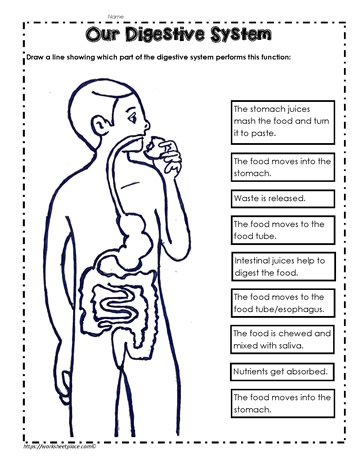 Name
Our Digestive System
Draw a line showing which part of the digestive system performs this function:
The stomach juices
mash the food and turn
it to paste.
The food moves into the
stomach.
Waste is released.
The food moves to the
food tube.
Intestinal juices help to
digest the food.
The food moves to the
food tube/esophagus.
The food is chewed and
mixed with saliva.
Nutrients get absorbed.
The food moves into the
stomach.
https://worksheetplace.com©